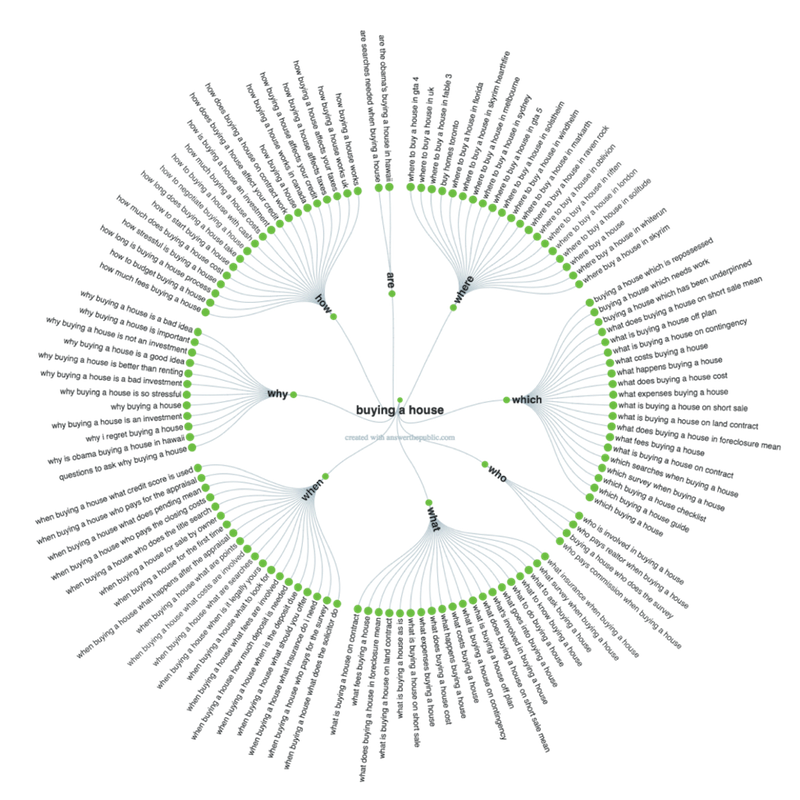 buying a house
created with answerthepublic.com
are
are searches needed when buying a house
are the obama's buying a house in hawaii
where
where to buy a house in gta 4
where to buy a house in uk
where to buy a house in fable 3
buy homes toronto
where to buy a house in florida
where to buy a house in skyrim hearthfire
where to buy a house in melbourne
where to buy a house in sydney
where to buy a house in gta 5
where to buy a house in solstheim
where to buy a house in windhelm
where to buy a house in markarth
where to buy a house in raven rock
where to buy a house in oblivion
where to buy a house in riften
where to buy a house in london
where to buy a house in solitude
where buy a house
where buy a house in whiterun
where buy a house in skyrim
which
buying a house which is repossessed
buying a house which needs work
buying a house which has been underpinned
what does buying a house on short sale mean
what is buying a house off plan
what is buying a house on contingency
what costs buying a house
what happens buying a house
what does buying a house cost
what expenses buying a house
what is buying a house on short sale
what is buying a house on land contract
what does buying a house in foreclosure mean
what fees buying a house
what is buying a house on contract
which searches when buying a house
which survey when buying a house
which buying a house checklist
which buying a house guide
which buying a house
who
who is involved in buying a house
who pays realtor when buying a house
buying a house who does the survey
who pays commission when buying a house
what
what insurance when buying a house
what survey when buying a house
what to ask buying a house
what to know buying a house
what to do buying a house
what goes into buying a house
what's involved in buying a house
what does buying a house on short sale mean
what is buying a house off plan
what is buying a house on contingency
what costs buying a house
what happens buying a house
what does buying a house cost
what expenses buying a house
what is buying a house on short sale
what is buying a house as is
what is buying a house on land contract
what does buying a house in foreclosure mean
what fees buying a house
what is buying a house on contract
when
when buying a house what does the solicitor do
when buying a house who pays for the survey
when buying a house what insurance do i need
when buying a house what should you offer
when buying a house when is the deposit due
when buying a house how much deposit is needed
when buying a house what fees are involved
when buying a house what to look for
when buying a house when is it legally yours
when buying a house what are searches
when buying a house what costs are involved
when buying a house what are points
when buying a house what happens after the appraisal
when buying a house for the first time
when buying a house for sale by owner
when buying a house who does the title search
when buying a house who pays the closing costs
when buying a house what does pending mean
when buying a house who pays for the appraisal
when buying a house what credit score is used
why
questions to ask why buying a house
why is obama buying a house in hawaii
why i regret buying a house
why buying a house is an investment
why buying a house
why buying a house is so stressful
why buying a house is a bad investment
why buying a house is better than renting
why buying a house is a good idea
why buying a house is not an investment
why buying a house is important
why buying a house is a bad idea
how
how much fees buying a house
how to budget buying a house
how long is buying a house process
how stressful is buying a house
how much does buying a house cost
how to start buying a house
how long does buying a house take
how to negotiate buying a house
how to buying a house with cash
how much buying a house costs
how is buying a house an investment
how does buying a house affect your credit
how does buying a house on contract work
how buying a house
how buying a house works in canada
how buying a house affects your credit
how buying a house affects taxes
how buying a house affects your taxes
how buying a house works uk
how buying a house works